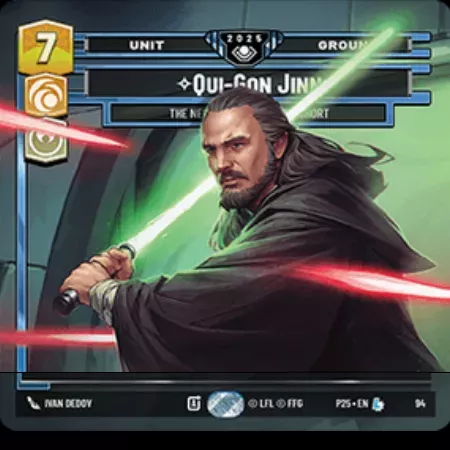 7
UNIT
2025
GROUN
QUI-GON JINN
THE NE
ORT
IVAN DEDOV
© LFL © FFG
P25 • EN
94